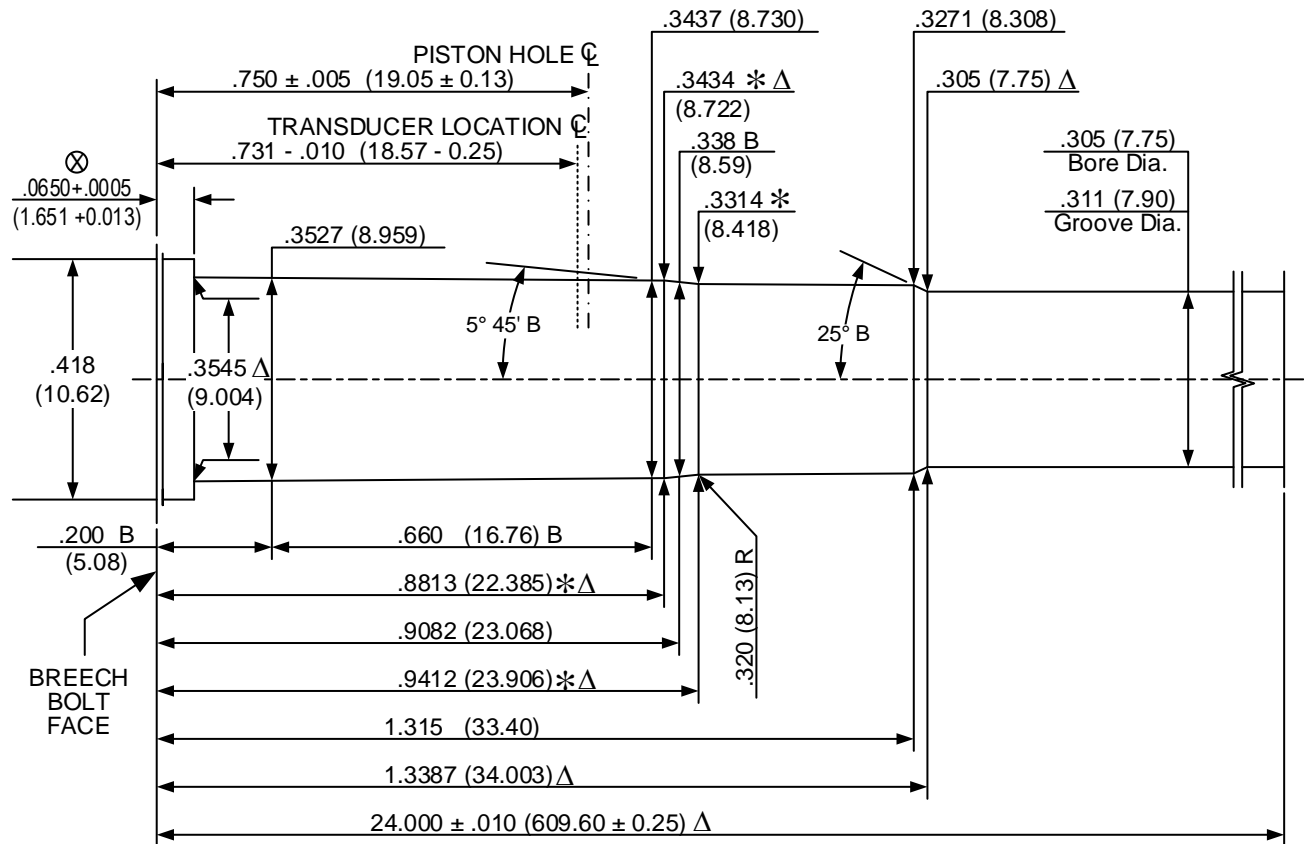 .3437 (8.730)
.3271 (8.308)
PISTON HOLE ℄
.750 ± .005 (19.05 ± 0.13)
.3434 * Δ
(8.722)
.305 (7.75) Δ
TRANSDUCER LOCATION ℄
.731 - .010 (18.57 - 0.25)
.338 B
(8.59)
.305 (7.75)
Bore Dia.
⊗
.0650+.0005
(1.651 +0.013)
.3314 *
(8.418)
.311 (7.90)
Groove Dia.
.3527 (8.959)
5° 45' B
25° B
.418
(10.62)
.3545 Δ
(9.004)
.200 B
(5.08)
.660 (16.76) B
.8813 (22.385)*Δ
.320 (8.13) R
.9082 (23.068)
BREECH
BOLT
FACE
.9412 (23.906)*Δ
1.315 (33.40)
1.3387 (34.003)Δ
24.000 ± .010 (609.60 ± 0.25) Δ